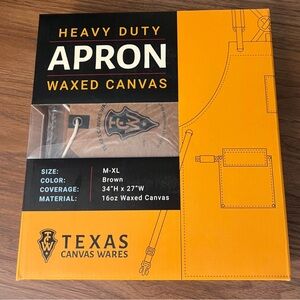 HEAVY DUTY
APRON
WAXED CANVAS
SIZE: M-XL
COLOR: Brown
COVERAGE: 34"H x 27"W
MATERIAL: 16oz Waxed Canvas
TEXAS
CANVAS WARES